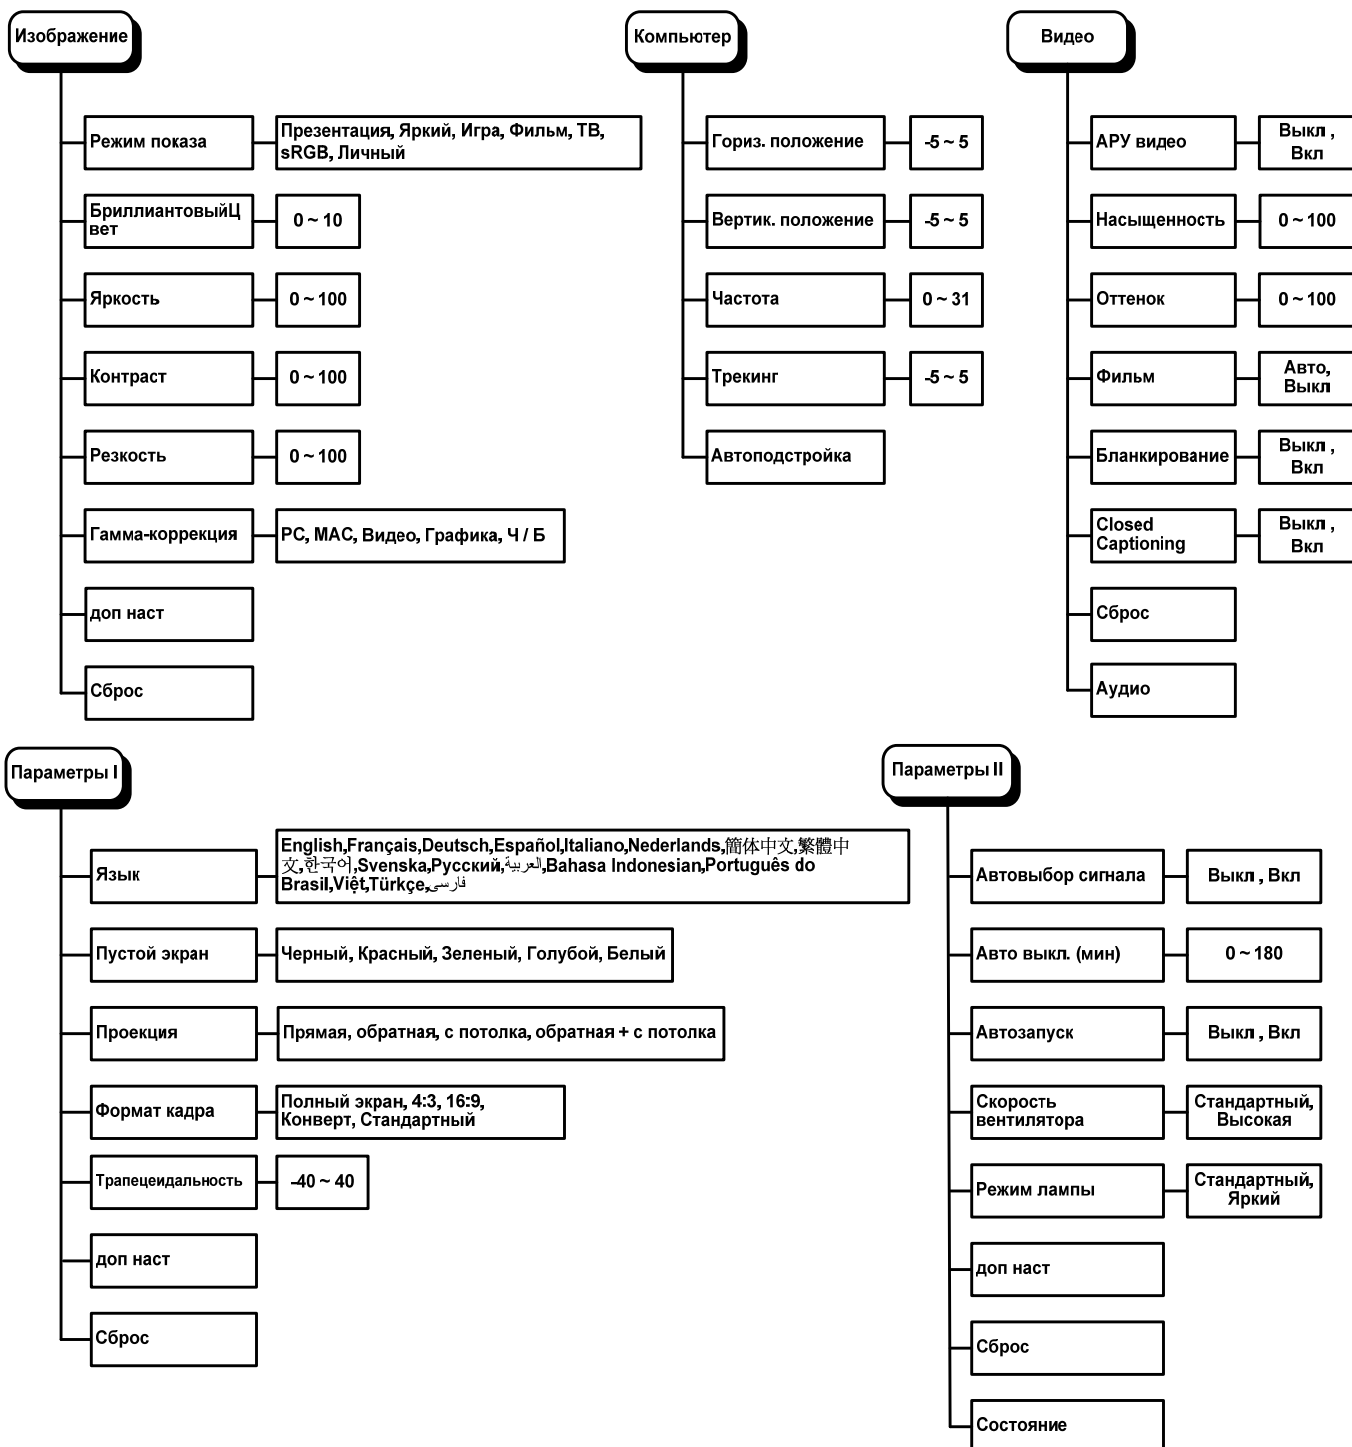 Изображение
Режим показа
Презентация, Яркий, Игра, Фильм, ТВ,
sRGB, Личный
БриллиантовыйЦ
вет
0 ~ 10
Яркость
0 ~ 100
Контраст
0 ~ 100
Резкость
0 ~ 100
Гамма-коррекция
PC, MAC, Видео, Графика, Ч / Б
доп наст
Сброс
Компьютер
Гориз. положение
-5 ~ 5
Вертик. положение
-5 ~ 5
Частота
0 ~ 31
Трекинг
-5 ~ 5
Автоподстройка
Видео
АРУ видео
Выкл ,
Вкл
Насыщенность
0 ~ 100
Оттенок
0 ~ 100
Фильм
Авто,
Выкл
Бланкирование
Выкл ,
Вкл
Closed
Captioning
Выкл ,
Вкл
Сброс
Аудио
Параметры I
Язык
English,Français,Deutsch,Español,Italiano,Nederlands,簡体中文,繁體中
文,한국어,Svenska,Русский,العربية,Bahasa Indonesian,Português do
Brasil,Việt,Türkçe,فارسی
Пустой экран
Черный, Красный, Зеленый, Голубой, Белый
Проекция
Прямая, обратная, с потолка, обратная + с потолка
Формат кадра
Полный экран, 4:3, 16:9,
Конверт, Стандартный
Трапецеидальность
-40 ~ 40
доп наст
Сброс
Параметры II
Автовыбор сигнала
Выкл , Вкл
Авто выкл. (мин)
0 ~ 180
Автозапуск
Выкл , Вкл
Скорость
вентилятора
Стандартный,
Высокая
Режим лампы
Стандартный,
Яркий
доп наст
Сброс
Состояние